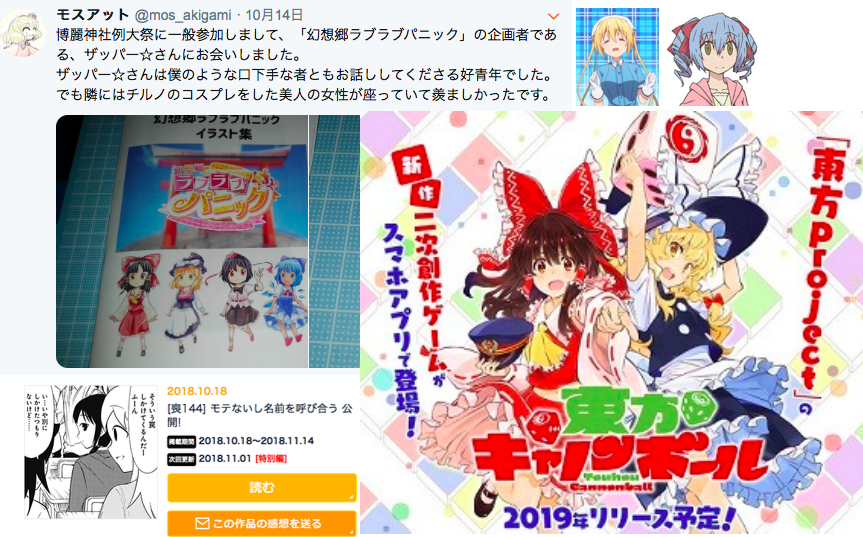 モスアット @mos_akigami · 10月14日
博麗神社例大祭に一般参加しまして、「幻想郷ラブラブパニック」の企画者であ
る、ザッパー☆さんにお会いしました。
ザッパー☆さんは僕のような口下手な者ともお話ししてくださる好青年でした。
でも隣にはチルノのコスプレをした美人の女性が座っていて羨ましかったです。
幻想郷ラブラブパニック
イラスト集
ラブラブ
パニック
「東方Project」の
新作
二次創作ゲームが
スマホアプリで登場!
東方
キャノンボール
Touhou
Cannonball
2019年リリース予定!
そういう罠
しかけてくるんだー
ふーん
い…いや別に
しかけたつもり
ないけど…
2018.10.18
[喪144] モテないし名前を呼び合う 公
開!
掲載期間 2018.10.18〜2018.11.14
次回更新 2018.11.01 [特別編]
読む
この作品の感想を送る